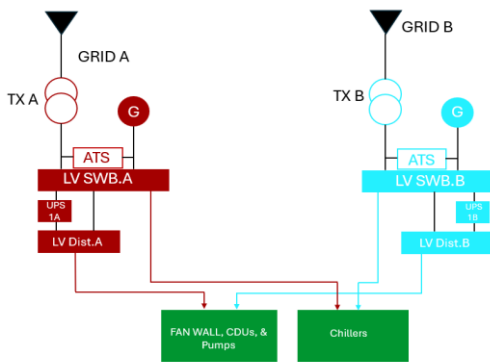 GRID A
GRID B
TX A
TX B
G
G
ATS
ATS
LV SWB.A
LV SWB.B
UPS
1A
UPS
1B
LV Dist.A
LV Dist.B
FAN WALL, CDUs, &
Pumps
Chillers